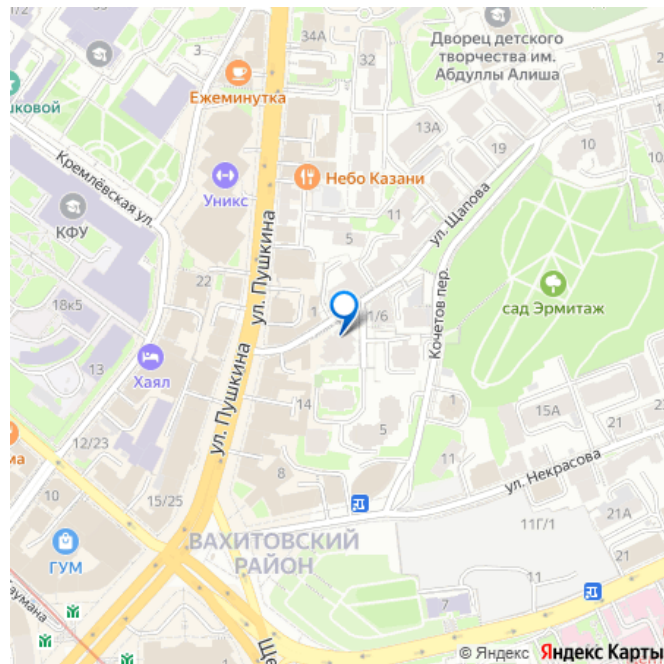 34А
3
Дворец детского
творчества им.
Абдуллы Алиша
32
Ежеминутка
13А
19
10
Кремлёвская ул.
Уникс
Небо Казани
ул. Щапова
КФУ
11
5
ул. Пушкина
22
сад Эрмитаж
18к5
1
1/6
Кочетов пер.
13
Хаял
ул. Пушкина
14
1
15А
21
12/23
5
11
8
ул. Некрасова
10
15/25
11Г/1
21А
ВАХИТОВСКИЙ
РАЙОН
ГУМ
21
11
7
© Яндекс Яндекс Карты